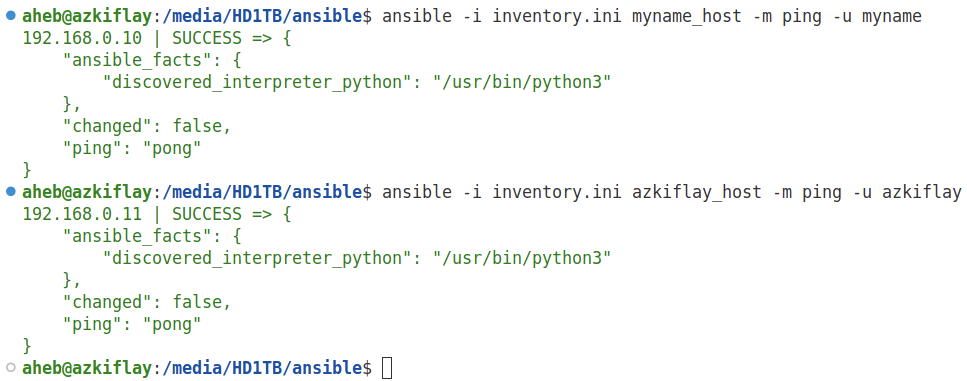 aheb@azkiflay:/media/HD1TB/ansible$ ansible -i inventory.ini myname_host -m ping -u myname
192.168.0.10 | SUCCESS => {
    "ansible_facts": {
        "discovered_interpreter_python": "/usr/bin/python3"
    },
    "changed": false,
    "ping": "pong"
}
aheb@azkiflay:/media/HD1TB/ansible$ ansible -i inventory.ini azkiflay_host -m ping -u azkiflay
192.168.0.11 | SUCCESS => {
    "ansible_facts": {
        "discovered_interpreter_python": "/usr/bin/python3"
    },
    "changed": false,
    "ping": "pong"
}
aheb@azkiflay:/media/HD1TB/ansible$